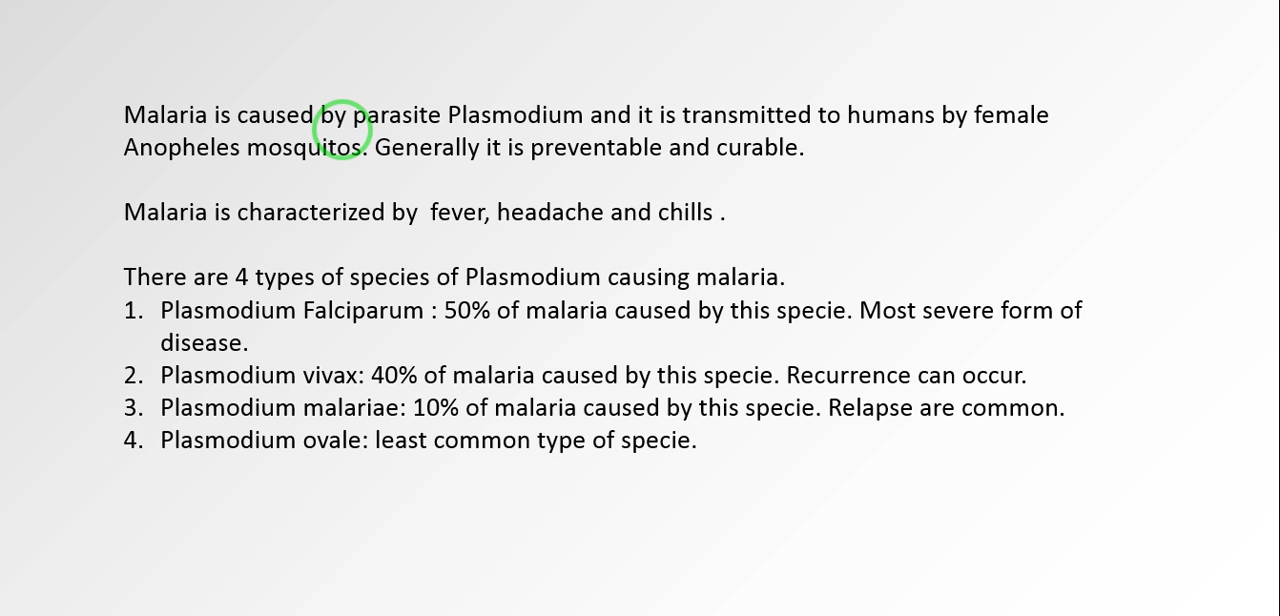 Malaria is caused by parasite Plasmodium and it is transmitted to humans by female
Anopheles mosquitos. Generally it is preventable and curable.
Malaria is characterized by  fever, headache and chills .
There are 4 types of species of Plasmodium causing malaria.
1. Plasmodium Falciparum : 50% of malaria caused by this specie. Most severe form of
disease.
2. Plasmodium vivax: 40% of malaria caused by this specie. Recurrence can occur.
3. Plasmodium malariae: 10% of malaria caused by this specie. Relapse are common.
4. Plasmodium ovale: least common type of specie.